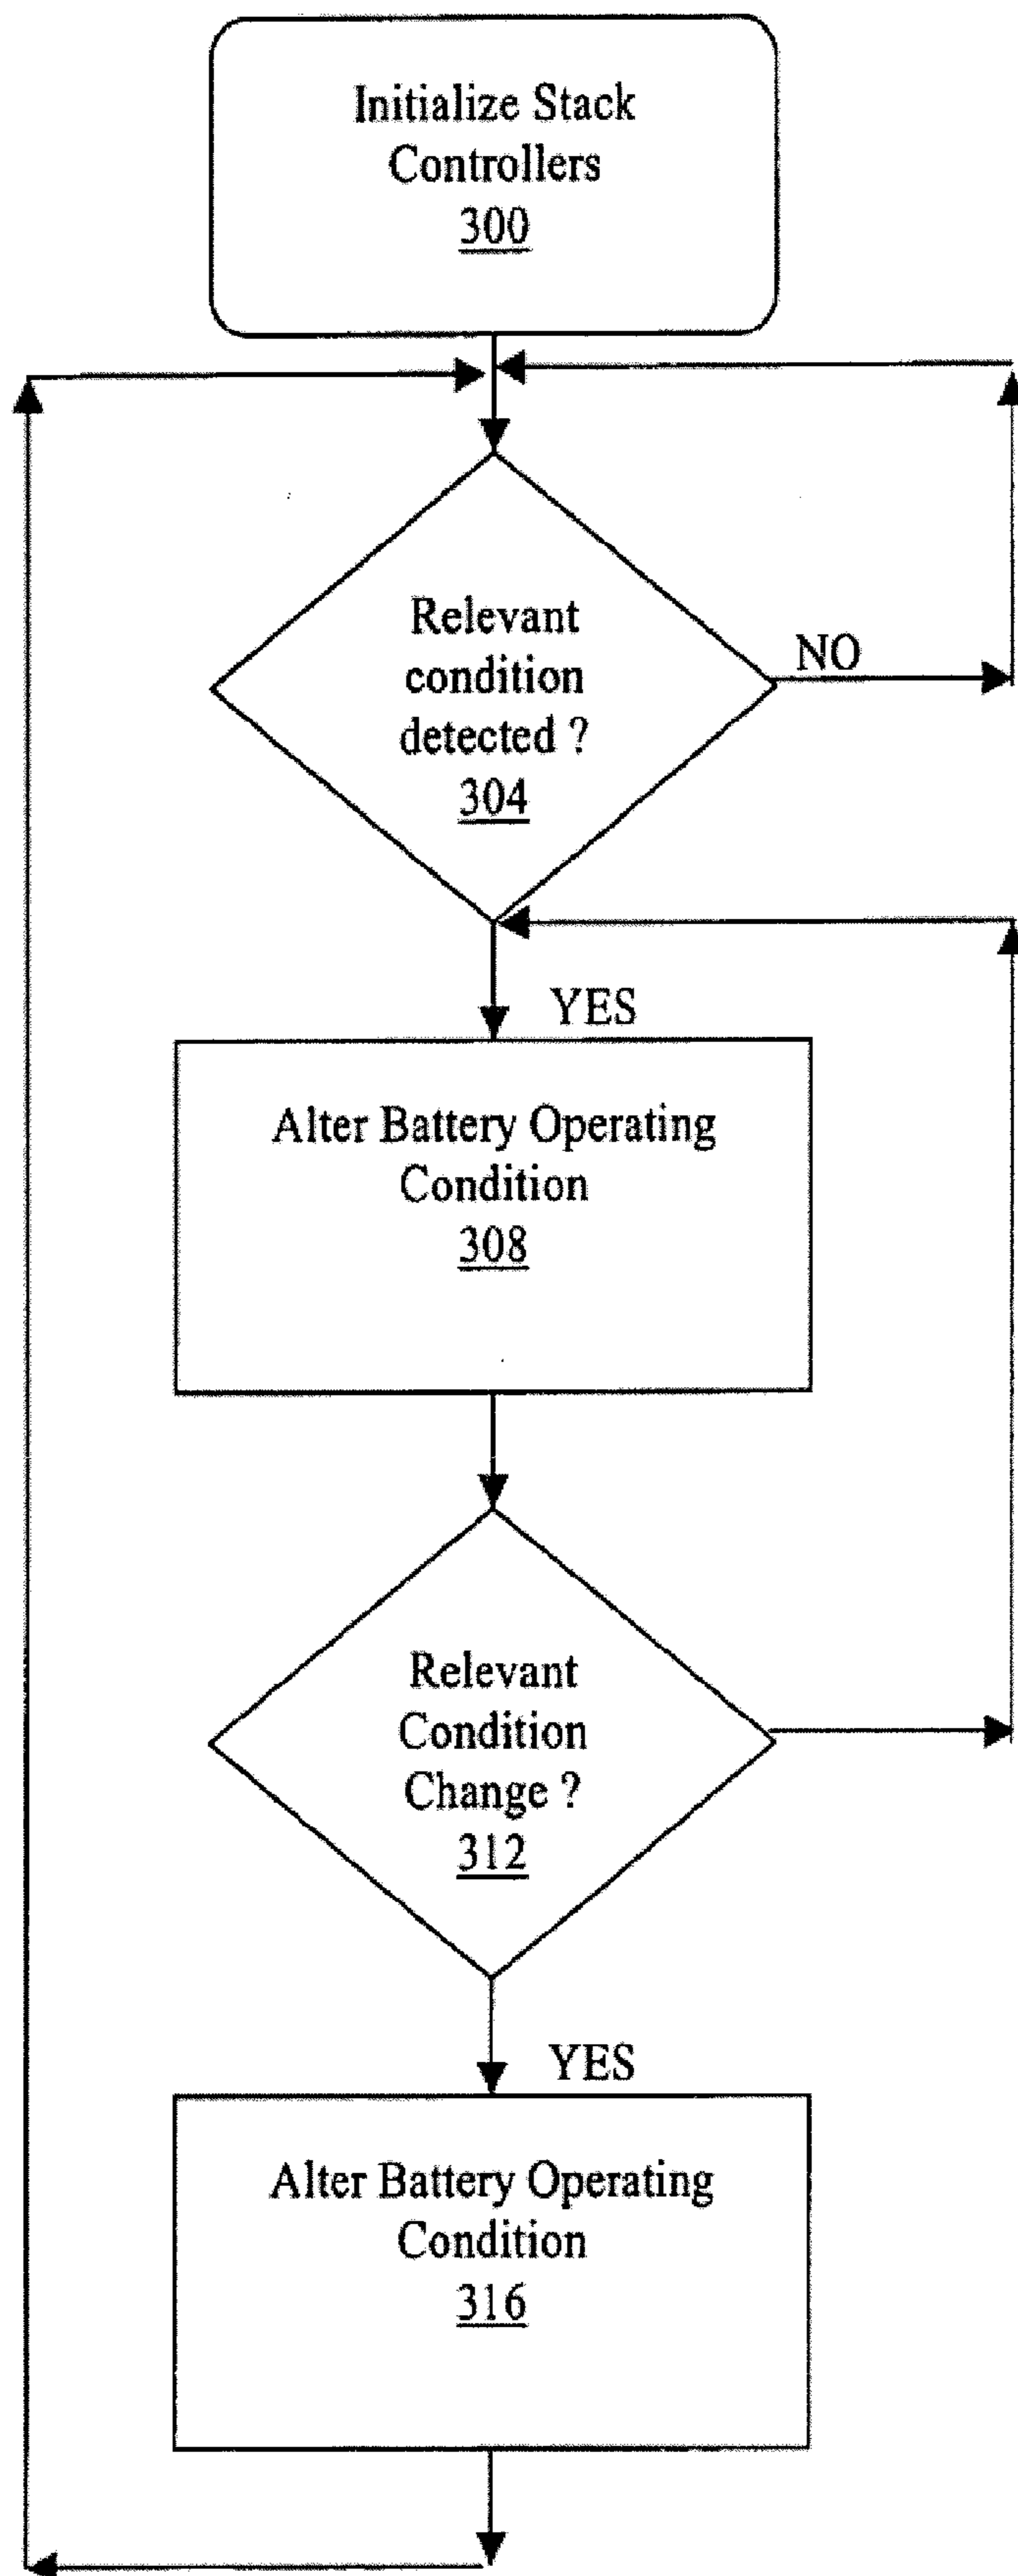 Initialize Stack
Controllers
300
Relevant
condition
detected ?
304
NO
YES
Alter Battery Operating
Condition
308
Relevant
Condition
Change ?
312
YES
Alter Battery Operating
Condition
316